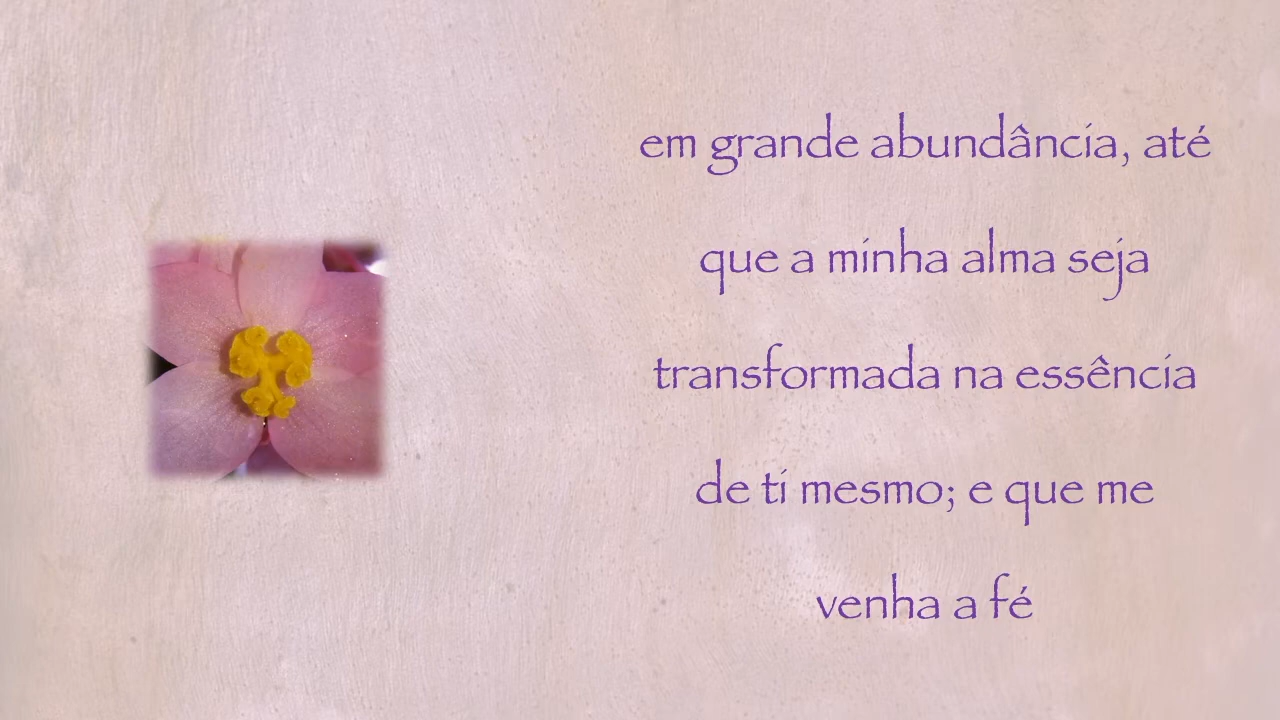 em grande abundância, até
que a minha alma seja
transformada na essência
de ti mesmo; e que me
venha a fé